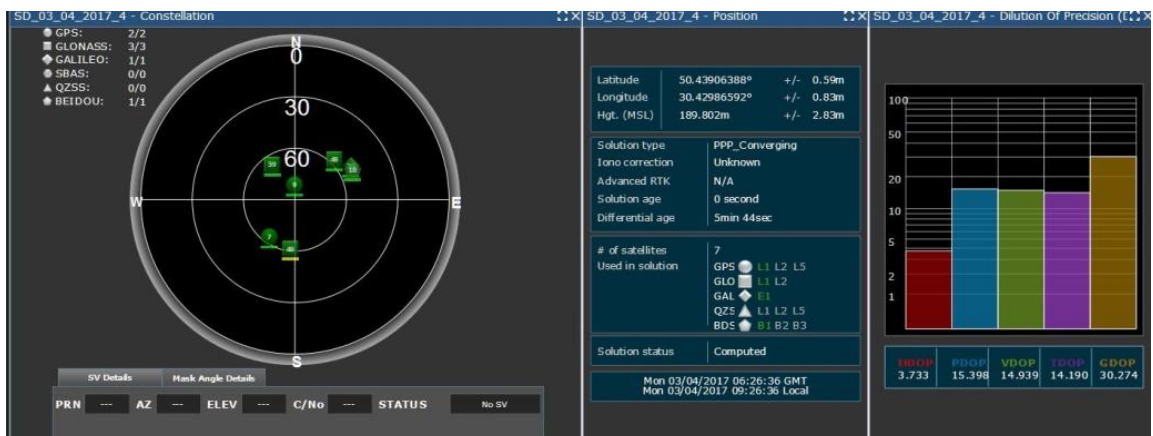 SD_03_04_2017_4 - Constellation
GPS: 2/2
GLONASS: 3/3
GALILEO: 1/1
SBAS: 0/0
QZSS: 0/0
BEIDOU: 1/1
N
0
30
60
W
E
S
39
48
10
9
7
40
SV Details
Mask Angle Details
PRN --- AZ --- ELEV --- C/No --- STATUS No SV
SD_03_04_2017_4 - Position
Latitude 50.43906388° +/- 0.59m
Longitude 30.42986592° +/- 0.83m
Hgt. (MSL) 189.802m +/- 2.83m
Solution type PPP_Converging
Iono correction Unknown
Advanced RTK N/A
Solution age 0 second
Differential age 5min 44sec
# of satellites 7
Used in solution GPS L1 L2 L5
GLO L1 L2
GAL E1
QZS L1 L2 L5
BDS B1 B2 B3
Solution status Computed
Mon 03/04/2017 06:26:36 GMT
Mon 03/04/2017 09:26:36 Local
SD_03_04_2017_4 - Dilution Of Precision (
100
50
20
10
5
2
1
HDOP PDOP VDOP TDOP GDOP
3.733 15.398 14.939 14.190 30.274